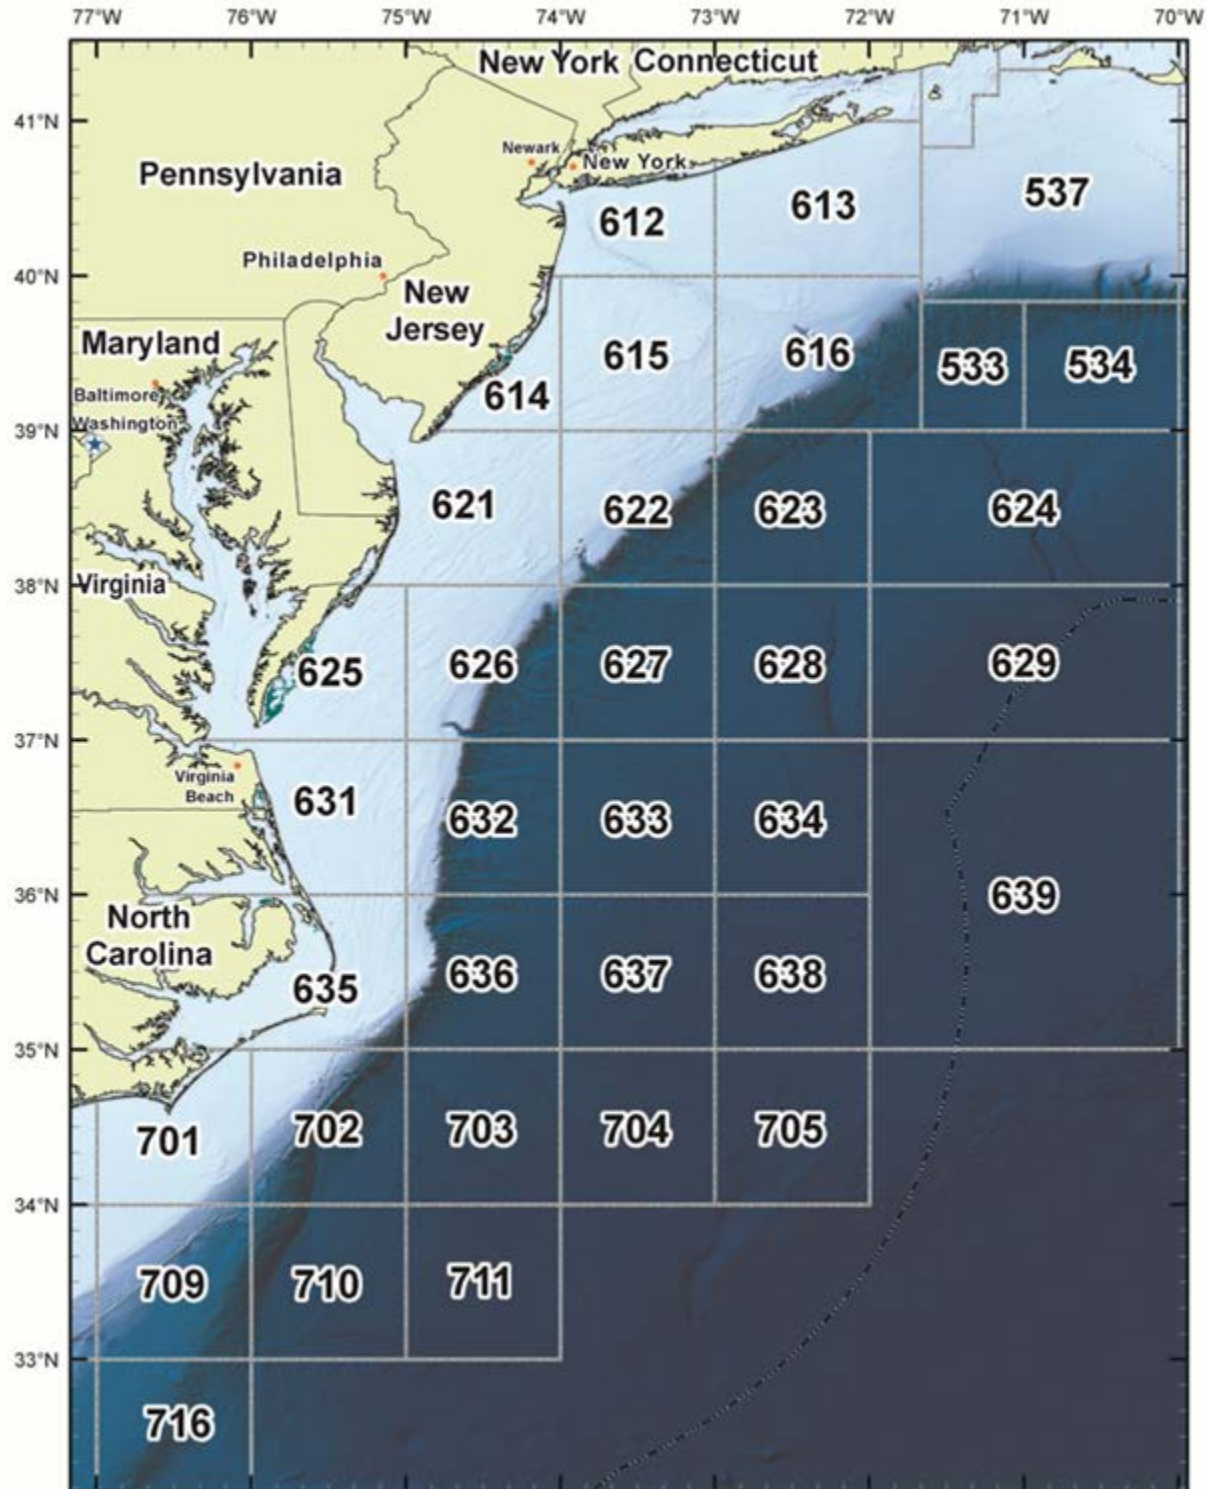 77°W 76°W 75°W 74°W 73°W 72°W 71°W 70°W
New York Connecticut
41°N
Newark
New York
Pennsylvania
612
613
537
Philadelphia
40°N
New
Jersey
Maryland
615
616
533
534
Baltimore
614
Washington
39°N
621
622
623
624
38°N
Virginia
625
626
627
628
629
37°N
Virginia
Beach
631
632
633
634
36°N
639
North
Carolina
635
636
637
638
35°N
701
702
703
704
705
34°N
709
710
711
33°N
716